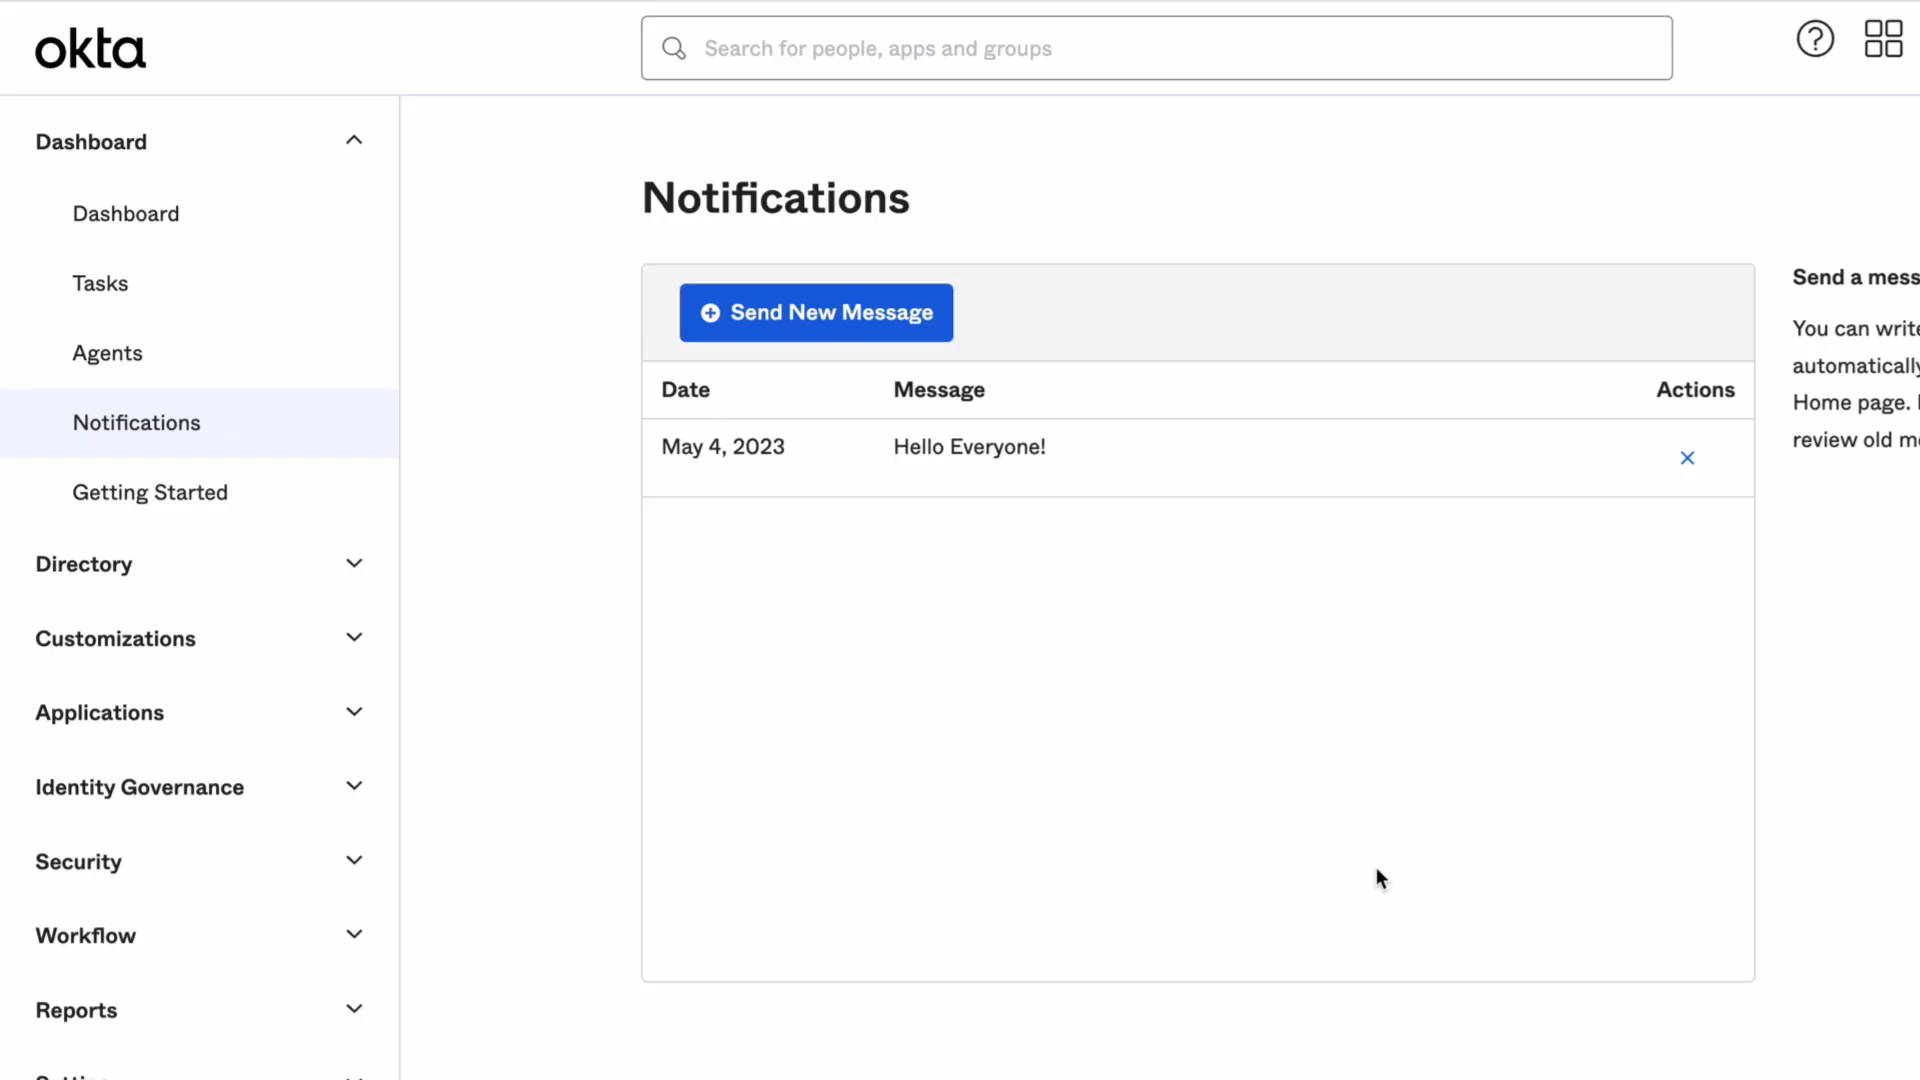 okta
Search for people, apps and groups
Dashboard
Dashboard
Tasks
Agents
Notifications
Getting Started
Directory
Customizations
Applications
Identity Governance
Security
Workflow
Reports
Notifications
Send New Message
Date Message Actions
May 4, 2023 Hello Everyone!
Send a
You can
automatically
Home page.
review old